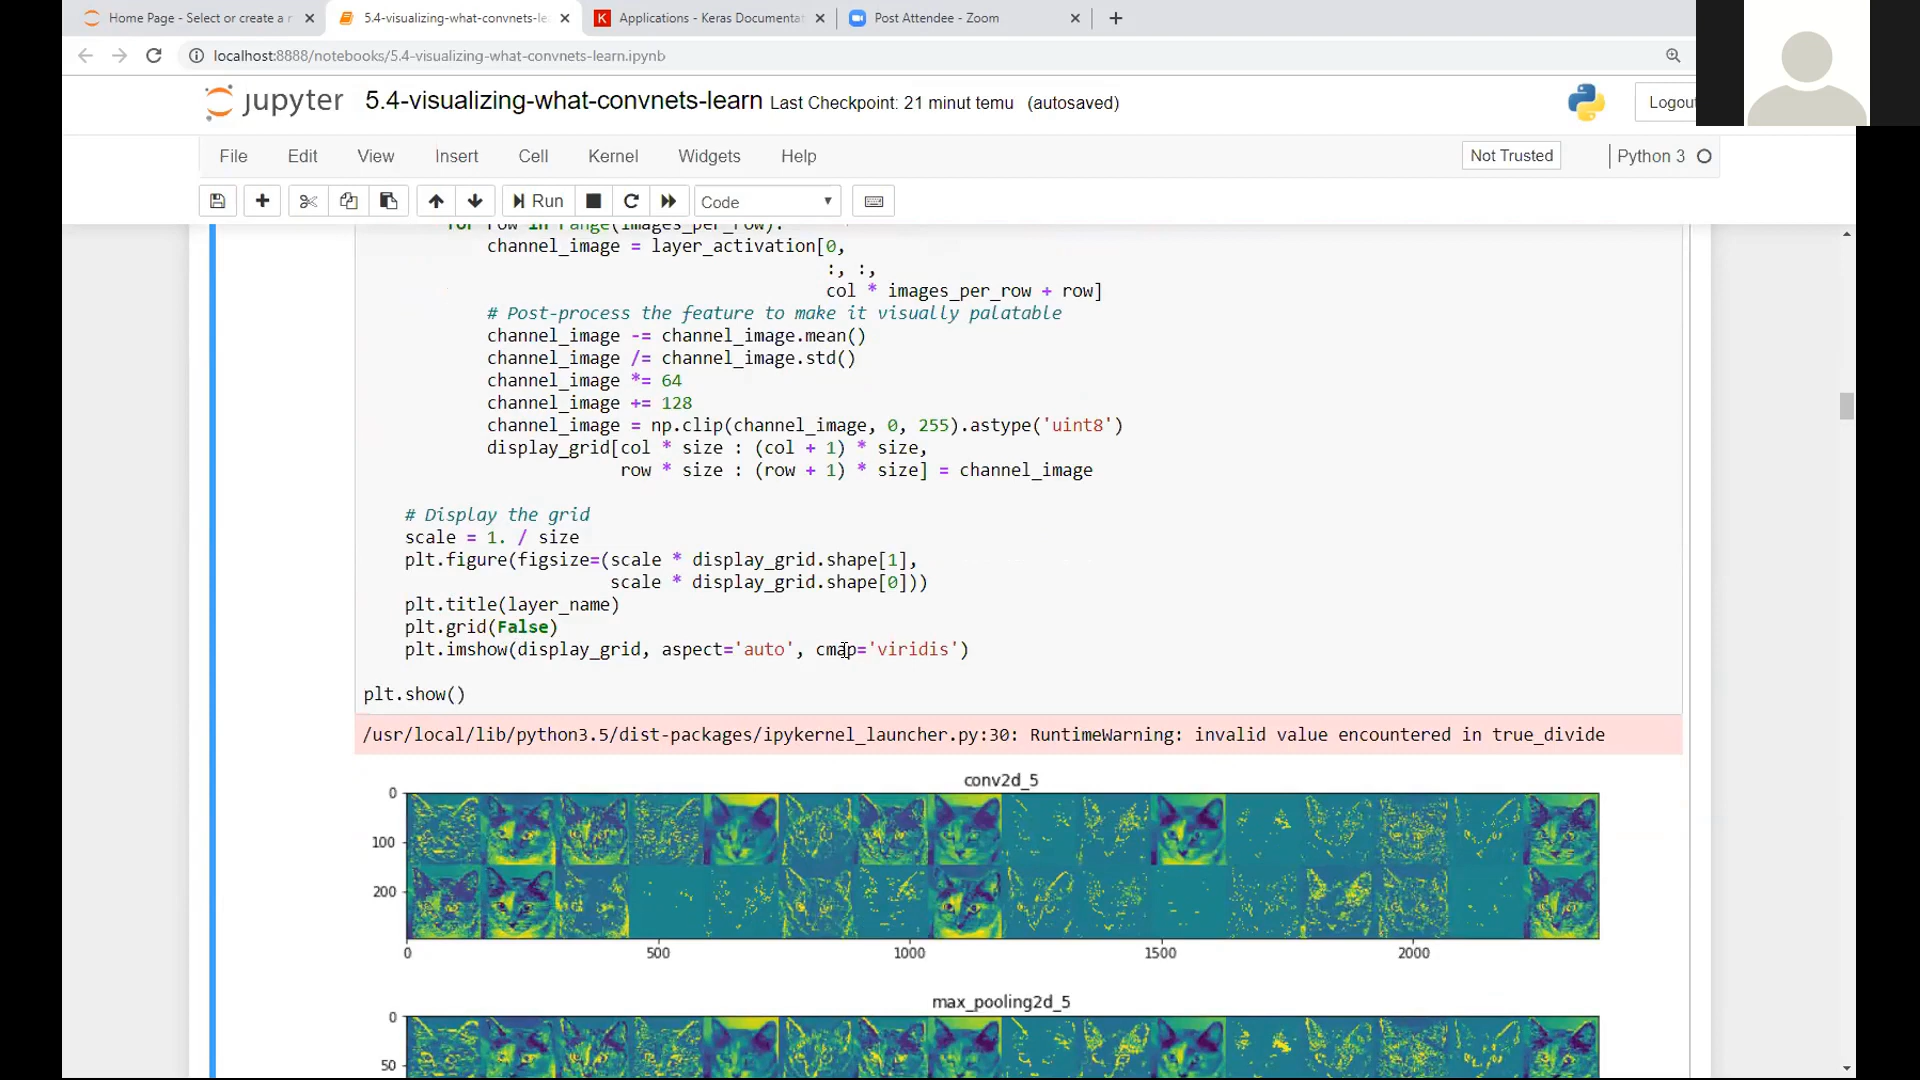 Home Page - Select or create a n
5.4-visualizing-what-convnets-le
Applications - Keras Documentat
Post Attendee - Zoom
localhost:8888/notebooks/5.4-visualizing-what-convnets-learn.ipynb
jupyter 5.4-visualizing-what-convnets-learn Last Checkpoint: 21 minut temu (autosaved)
Logout
File Edit View Insert Cell Kernel Widgets Help
Not Trusted
Python 3
Run
Code
for row in range(images_per_row):
channel_image = layer_activation[0,
:, :,
col * images_per_row + row]
# Post-process the feature to make it visually palatable
channel_image -= channel_image.mean()
channel_image /= channel_image.std()
channel_image *= 64
channel_image += 128
channel_image = np.clip(channel_image, 0, 255).astype('uint8')
display_grid[col * size : (col + 1) * size,
row * size : (row + 1) * size] = channel_image
# Display the grid
scale = 1. / size
plt.figure(figsize=(scale * display_grid.shape[1],
scale * display_grid.shape[0]))
plt.title(layer_name)
plt.grid(False)
plt.imshow(display_grid, aspect='auto', cmap='viridis')
plt.show()
/usr/local/lib/python3.5/dist-packages/ipykernel_launcher.py:30: RuntimeWarning: invalid value encountered in true_divide
conv2d_5
0
100
200
0 500 1000 1500 2000
max_pooling2d_5
0
50